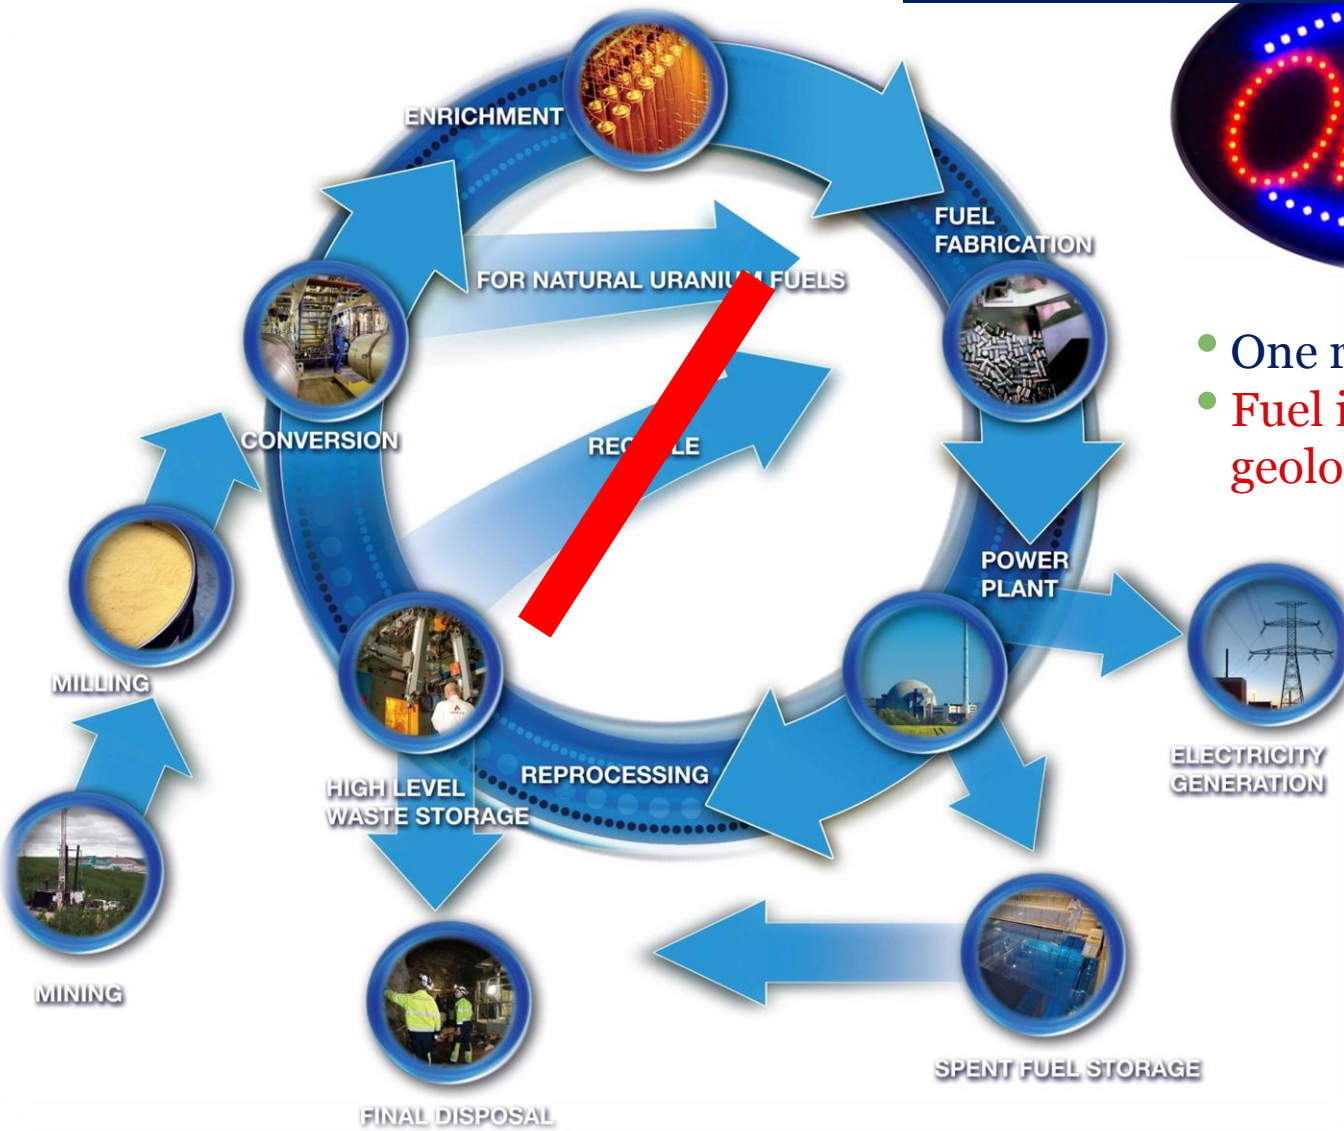 ENRICHMENT
FUEL
FABRICATION
FOR NATURAL URANIUM FUELS
One
Fuel
CONVERSION
POWER
PLANT
MILLING
ELECTRICITY
GENERATION
REPROCESSING
HIGH LEVEL
WASTE STORAGE
MINING
SPENT FUEL STORAGE
FINAL DISPOSAL